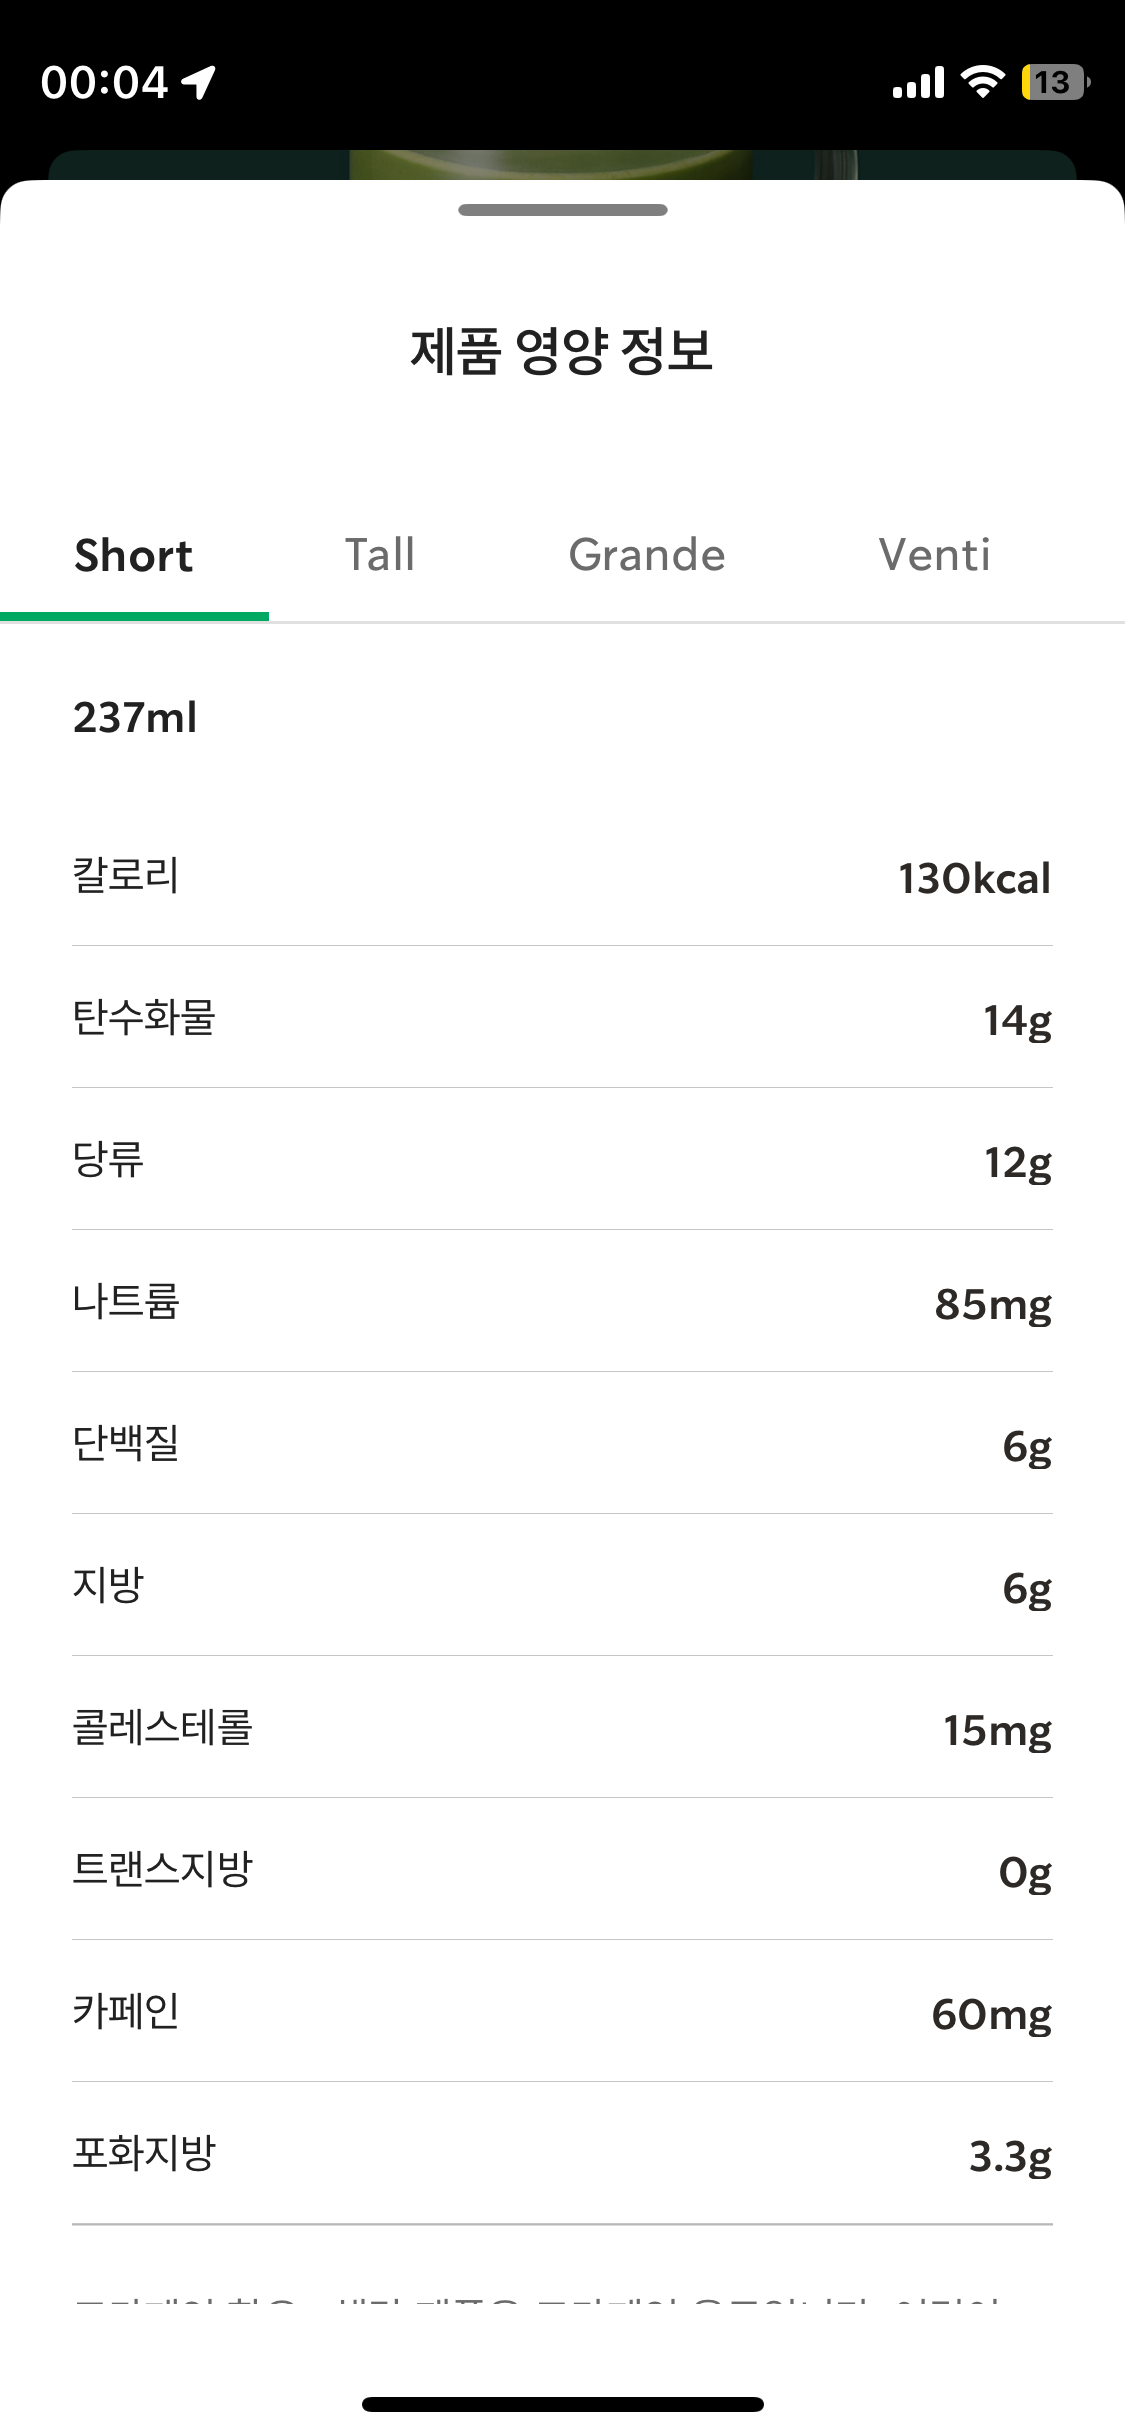 00:04
13
제품 영양 정보
Short Tall Grande Venti
237ml
칼로리 130kcal
탄수화물 14g
당류 12g
나트륨 85mg
단백질 6g
지방 6g
콜레스테롤 15mg
트랜스지방 0g
카페인 60mg
포화지방 3.3g